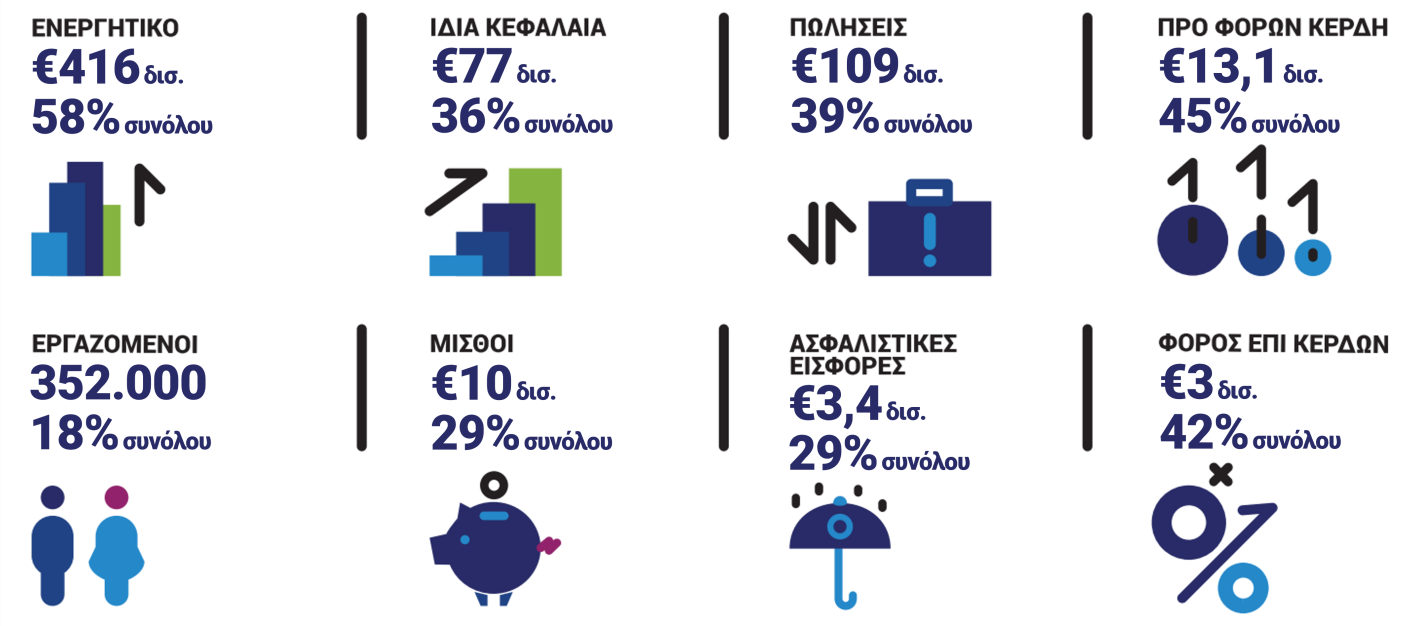 ΕΝΕΡΓΗΤΙΚΟ
€416 δισ.
58% συνόλου
ΙΔΙΑ ΚΕΦΑΛΑΙΑ
€77 δισ.
36% συνόλου
ΠΩΛΗΣΕΙΣ
€109 δισ.
39% συνόλου
ΠΡΟ ΦΟΡΩΝ ΚΕΡΔΗ
€13,1 δισ.
45% συνόλου
ΕΡΓΑΖΟΜΕΝΟΙ
352.000
18% συνόλου
ΜΙΣΘΟΙ
€10 δισ.
29% συνόλου
ΑΣΦΑΛΙΣΤΙΚΕΣ
ΕΙΣΦΟΡΕΣ
€3,4 δισ.
29% συνόλου
ΦΟΡΟΣ ΕΠΙ ΚΕΡΔΩΝ
€3 δισ.
42% συνόλου